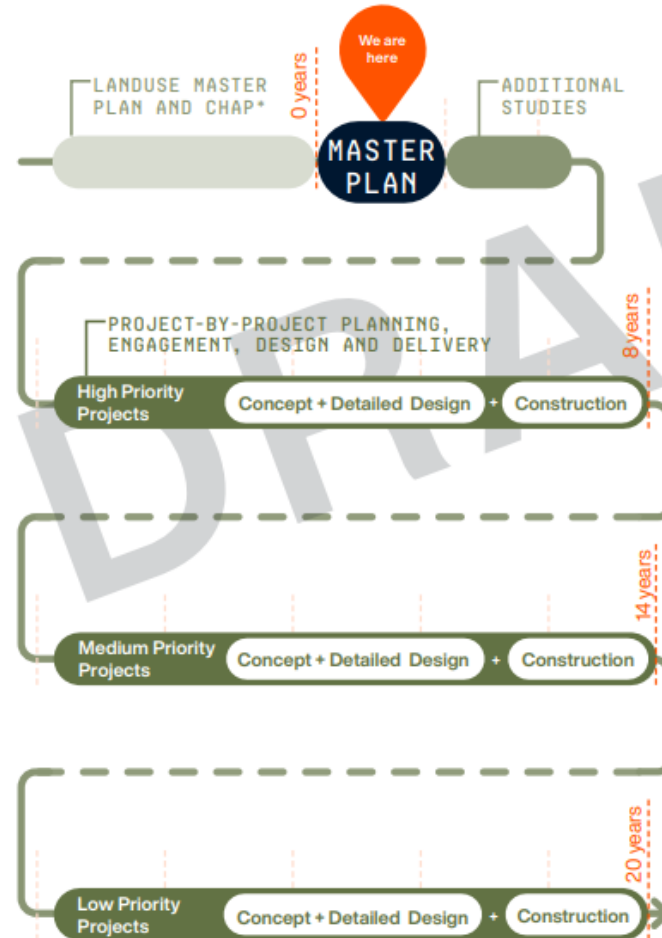 We are
here
LANDUSE MASTER
PLAN AND CHAP*
0 years
MASTER
PLAN
ADDITIONAL
STUDIES
PROJECT-BY-PROJECT PLANNING,
ENGAGEMENT, DESIGN AND DELIVERY
8 years
High Priority
Projects
Concept + Detailed Design + Construction
DRA
14 years
Medium Priority
Projects
Concept + Detailed Design + Construction
20 years
Low Priority
Projects
Concept + Detailed Design + Construction